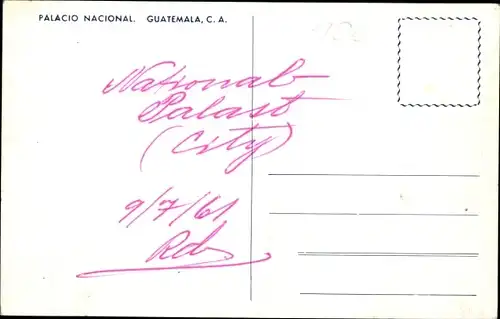 PALACIO NACIONAL. GUATEMALA, C. A.
National-
Palast
(City)
9/7/61